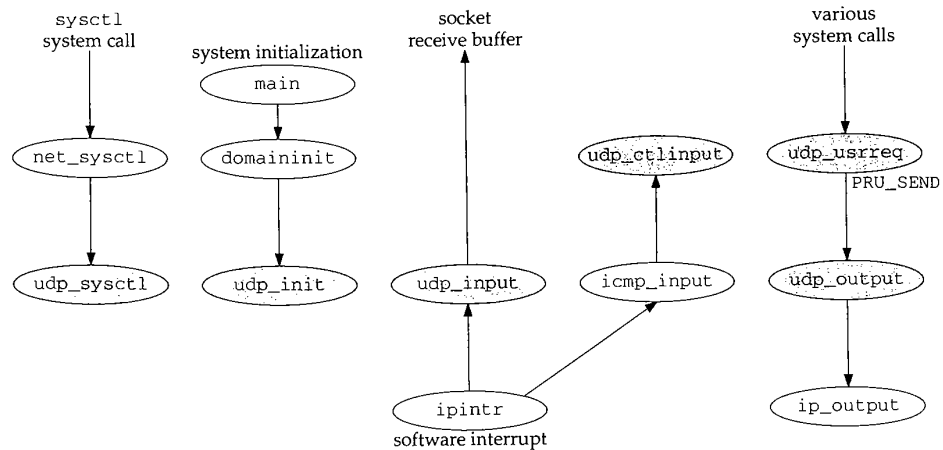 sysctl
system call
system initialization
socket
receive buffer
various
system calls
main
net_sysctl
domaininit
udp_ctlinput
udp_usrreq
PRU_SEND
udp_sysctl
udp_init
udp_input
icmp_input
udp_output
ipintr
software interrupt
ip_output